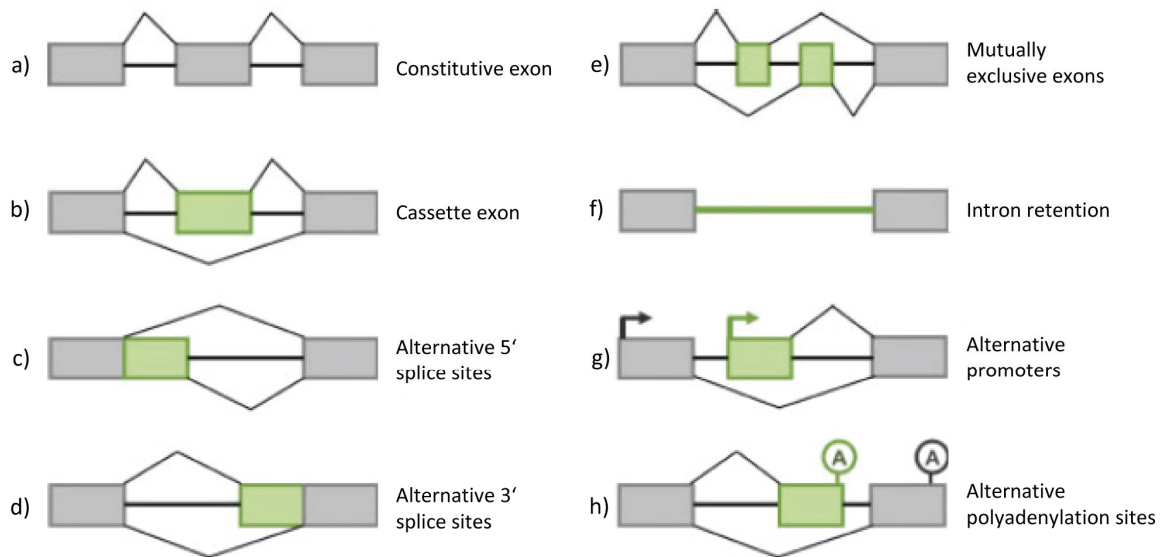 a)
Constitutive exon
b)
Cassette exon
c)
Alternative 5‘
splice sites
d)
Alternative 3‘
splice sites
e)
Mutually
exclusive exons
f)
Intron retention
g)
Alternative
promoters
h)
A
A
Alternative
polyadenylation sites